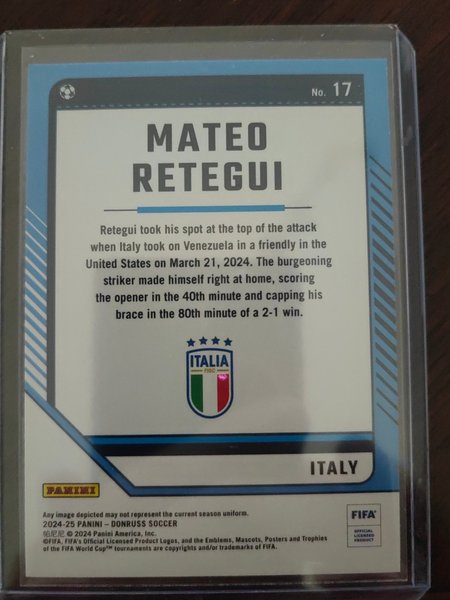 No. 17
MATEO
RETEGUI
Retegui took his spot at the top of the attack
when Italy took on Venezuela in a friendly in the
United States on March 21, 2024. The burgeoning
striker made himself right at home, scoring
the opener in the 40th minute and capping his
brace in the 80th minute of a 2-1 win.
ITALIA
FIGC
ITALY
PANINI
Any image depicted may not represent the current season uniform.
2024-25 PANINI – DONRUSS SOCCER
帕尼尼 © 2024 Panini America, Inc.
©FIFA, FIFA's Official Licensed Product Logos, and the Emblems, Mascots, Posters and Trophies
of the FIFA World Cup™ tournaments are copyrights and/or trademarks of FIFA.
FIFA®
OFFICIAL
LICENSED
PRODUCT